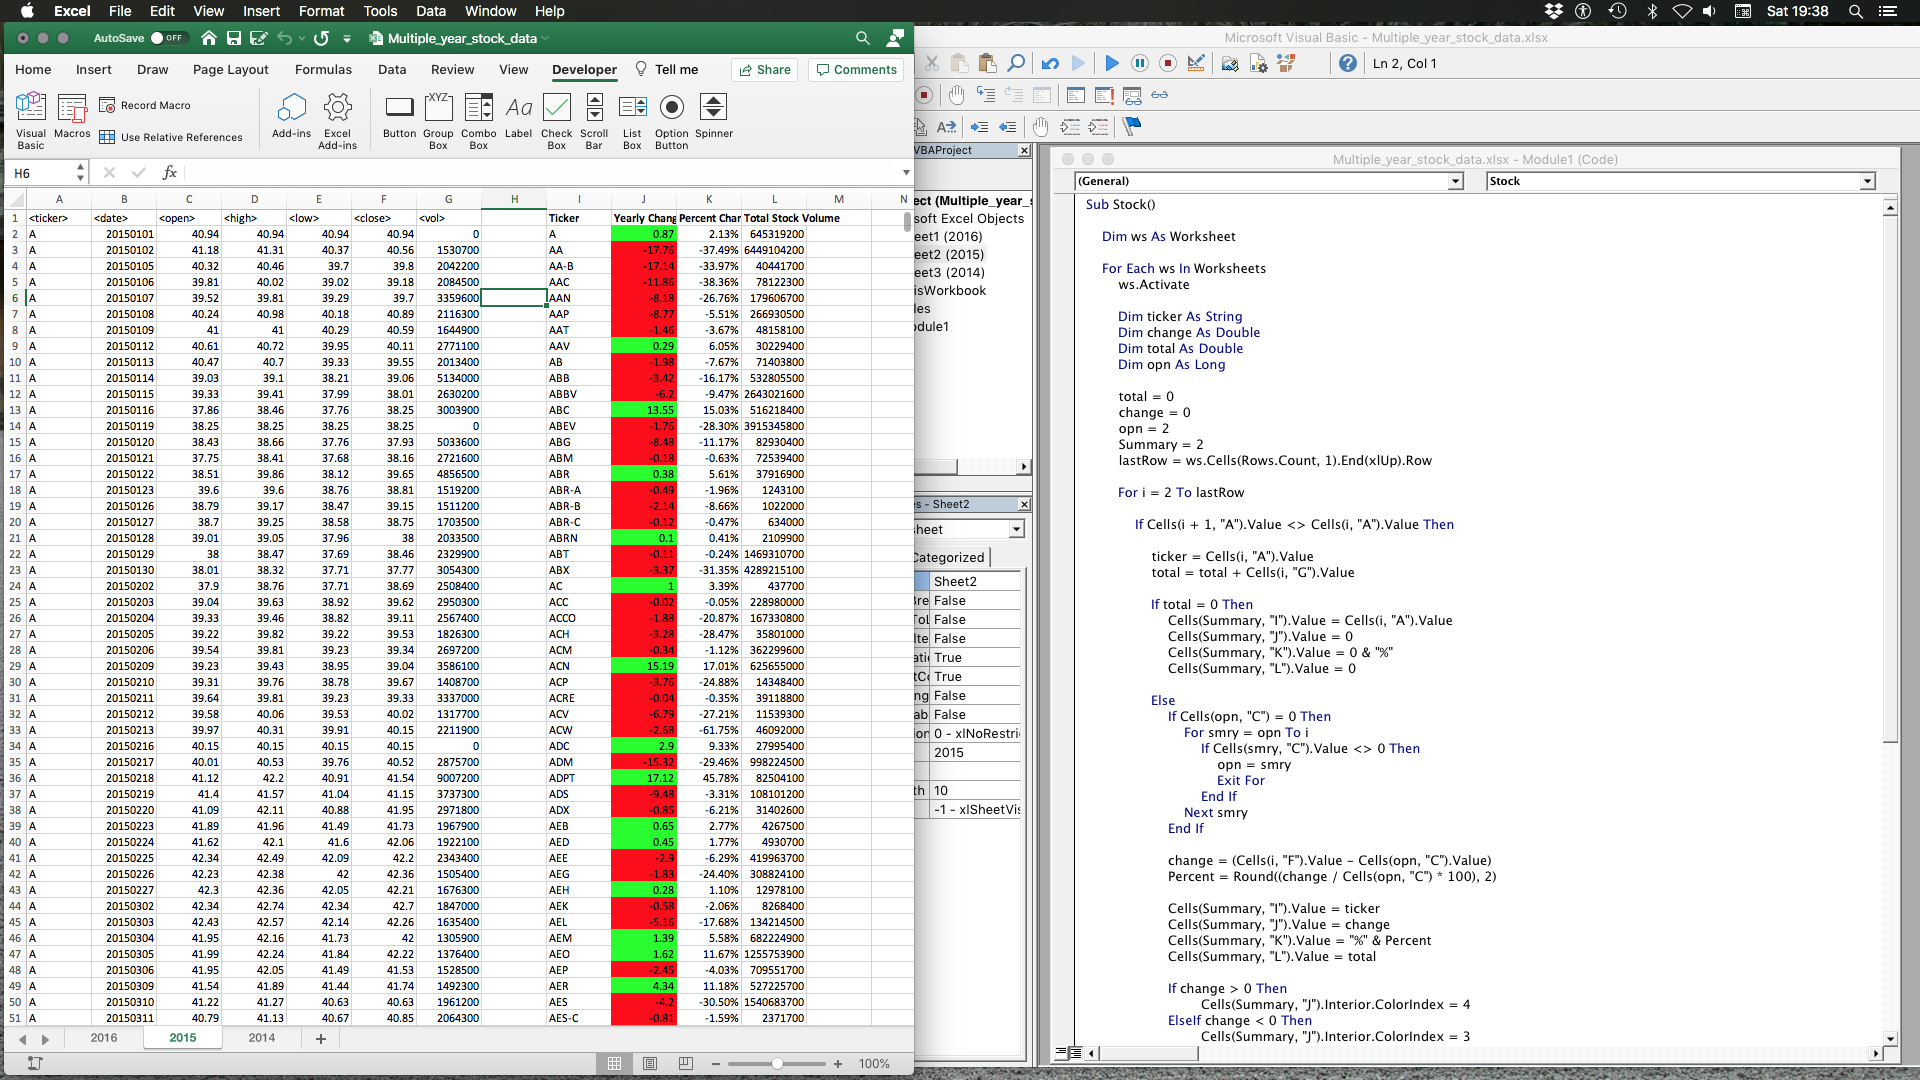 Excel File Edit View Insert Format Tools Data Window Help Sat 19:38
AutoSave OFF Multiple_year_stock_data
Home Insert Draw Page Layout Formulas Data Review View Developer Tell me Share Comments
Record Macro
Use Relative References
Visual Basic Macros Add-ins Excel Add-ins Button Group Box Combo Box Label Check Box Scroll Bar List Box Option Button Spinner
H6 fx
A B C D E F G H I J K L M N
1 <ticker> <date> <open> <high> <low> <close> <vol> Ticker Yearly Chang Percent Char Total Stock Volume
2 A 20150101 40.94 40.94 40.94 40.94 0 A 0.87 2.13% 645319200
3 A 20150102 41.18 41.31 40.37 40.56 1530700 AA -17.76 -37.49% 6449104200
4 A 20150105 40.32 40.46 39.7 39.8 2042200 AA-B -17.14 -33.97% 40441700
5 A 20150106 39.81 40.02 39.02 39.18 2084500 AAC -11.86 -38.36% 78122300
6 A 20150107 39.52 39.81 39.29 39.7 3359600 AAN -8.18 -26.76% 179606700
7 A 20150108 40.24 40.98 40.18 40.89 2116300 AAP -8.77 -5.51% 266930500
8 A 20150109 41 41 40.29 40.59 1644900 AAT -1.46 -3.67% 48158100
9 A 20150112 40.61 40.72 39.95 40.11 2771100 AAV 0.29 6.05% 30229400
10 A 20150113 40.47 40.7 39.33 39.55 2013400 AB -1.98 -7.67% 71403800
11 A 20150114 39.03 39.1 38.21 39.06 5134000 ABB -3.42 -16.17% 532805500
12 A 20150115 39.33 39.41 37.99 38.01 2630200 ABBV -6.2 -9.47% 2643021600
13 A 20150116 37.86 38.46 37.76 38.25 3003900 ABC 13.55 15.03% 516218400
14 A 20150119 38.25 38.25 38.25 38.25 0 ABEV -1.76 -28.30% 3915345800
15 A 20150120 38.43 38.66 37.76 37.93 5033600 ABG -8.48 -11.17% 82930400
16 A 20150121 37.75 38.41 37.68 38.16 2721600 ABM -0.18 -0.63% 72539400
17 A 20150122 38.51 39.86 38.12 39.65 4856500 ABR 0.38 5.61% 37916900
18 A 20150123 39.6 39.6 38.76 38.81 1519200 ABR-A -0.49 -1.96% 1243100
19 A 20150126 38.79 39.17 38.47 39.15 1511200 ABR-B -2.14 -8.66% 1022000
20 A 20150127 38.7 39.25 38.58 38.75 1703500 ABR-C -0.12 -0.47% 634000
21 A 20150128 39.01 39.05 37.96 38 2033500 ABRN 0.1 0.41% 2109900
22 A 20150129 38 38.47 37.69 38.46 2329900 ABT -0.11 -0.24% 1469310700
23 A 20150130 38.01 38.32 37.71 37.77 3054300 ABX -3.37 -31.35% 4289215100
24 A 20150202 37.9 38.76 37.71 38.69 2508400 AC 1 3.39% 437700
25 A 20150203 39.04 39.63 38.92 39.62 2950300 ACC -0.02 -0.05% 228980000
26 A 20150204 39.33 39.46 38.82 39.11 2567400 ACCO -1.88 -20.87% 167330800
27 A 20150205 39.22 39.82 39.22 39.53 1826300 ACH -3.28 -28.47% 35801000
28 A 20150206 39.54 39.81 39.23 39.34 2697200 ACM -0.34 -1.12% 362299600
29 A 20150209 39.23 39.43 38.95 39.04 3586100 ACN 15.19 17.01% 625655000
30 A 20150210 39.31 39.76 38.78 39.67 1408700 ACP -3.76 -24.88% 14348400
31 A 20150211 39.64 39.81 39.23 39.33 3337000 ACRE -0.04 -0.35% 39118800
32 A 20150212 39.58 40.06 39.53 40.02 1317700 ACV -6.79 -27.21% 11539300
33 A 20150213 39.97 40.31 39.91 40.15 2211900 ACW -2.68 -61.75% 46092000
34 A 20150216 40.15 40.15 40.15 40.15 0 ADC 2.9 9.33% 27995400
35 A 20150217 40.01 40.53 39.76 40.52 2875700 ADM -15.32 -29.46% 998224500
36 A 20150218 41.12 42.2 40.91 41.54 9007200 ADPT 17.12 45.78% 82504100
37 A 20150219 41.4 41.57 41.04 41.15 3737300 ADS -9.48 -3.31% 108101200
38 A 20150220 41.09 42.11 40.88 41.95 2971800 ADX -0.85 -6.21% 31402600
39 A 20150223 41.89 41.96 41.49 41.73 1967900 AEB 0.65 2.77% 4267500
40 A 20150224 41.62 42.1 41.6 42.06 1922100 AED 0.45 1.77% 4930700
41 A 20150225 42.34 42.49 42.09 42.2 2343400 AEE -2.9 -6.29% 419963700
42 A 20150226 42.23 42.38 42 42.36 1505400 AEG -1.83 -24.40% 308824100
43 A 20150227 42.3 42.36 42.05 42.21 1676300 AEH 0.28 1.10% 12978100
44 A 20150302 42.34 42.74 42.34 42.7 1847000 AEK -0.58 -2.06% 8268400
45 A 20150303 42.43 42.57 42.14 42.26 1635400 AEL -5.16 -17.68% 134214500
46 A 20150304 41.95 42.16 41.73 42 1305900 AEM 1.39 5.58% 682224900
47 A 20150305 41.99 42.24 41.84 42.22 1376400 AEO 1.62 11.67% 1255753900
48 A 20150306 41.95 42.05 41.49 41.53 1528500 AEP -2.45 -4.03% 709551700
49 A 20150309 41.54 41.89 41.44 41.74 1492300 AER 4.34 11.18% 527225700
50 A 20150310 41.22 41.27 40.63 40.63 1961200 AES -4.2 -30.50% 1540683700
51 A 20150311 40.79 41.13 40.67 40.85 2064300 AES-C -0.81 -1.59% 2371700
2016 2015 2014 +
100%
Microsoft Visual Basic - Multiple_year_stock_data.xlsx
Ln 2, Col 1
VBAProject
ect (Multiple_year_s
soft Excel Objects
eet1 (2016)
eet2 (2015)
eet3 (2014)
isWorkbook
les
odule1
es - Sheet2
sheet
Categorized
Sheet2
Bre False
ToL False
lte False
atic True
tCo True
ng False
ab False
ion 0 - xlNoRestri
2015
th 10
-1 - xlSheetVis
Multiple_year_stock_data.xlsx - Module1 (Code)
(General) Stock
Sub Stock()
Dim ws As Worksheet
For Each ws In Worksheets
ws.Activate
Dim ticker As String
Dim change As Double
Dim total As Double
Dim opn As Long
total = 0
change = 0
opn = 2
Summary = 2
lastRow = ws.Cells(Rows.Count, 1).End(xlUp).Row
For i = 2 To lastRow
If Cells(i + 1, "A").Value <> Cells(i, "A").Value Then
ticker = Cells(i, "A").Value
total = total + Cells(i, "G").Value
If total = 0 Then
Cells(Summary, "I").Value = Cells(i, "A").Value
Cells(Summary, "J").Value = 0
Cells(Summary, "K").Value = 0 & "%"
Cells(Summary, "L").Value = 0
Else
If Cells(opn, "C") = 0 Then
For smry = opn To i
If Cells(smry, "C").Value <> 0 Then
opn = smry
Exit For
End If
Next smry
End If
change = (Cells(i, "F").Value - Cells(opn, "C").Value)
Percent = Round((change / Cells(opn, "C") * 100), 2)
Cells(Summary, "I").Value = ticker
Cells(Summary, "J").Value = change
Cells(Summary, "K").Value = "%" & Percent
Cells(Summary, "L").Value = total
If change > 0 Then
Cells(Summary, "J").Interior.ColorIndex = 4
ElseIf change < 0 Then
Cells(Summary, "J").Interior.ColorIndex = 3